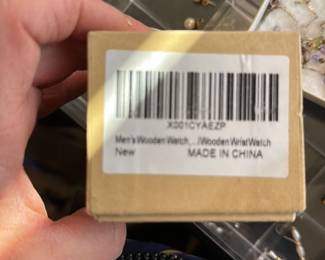 X001CYAEZP
Men's Wooden Watch, .../Wooden WristWatch
New MADE IN CHINA